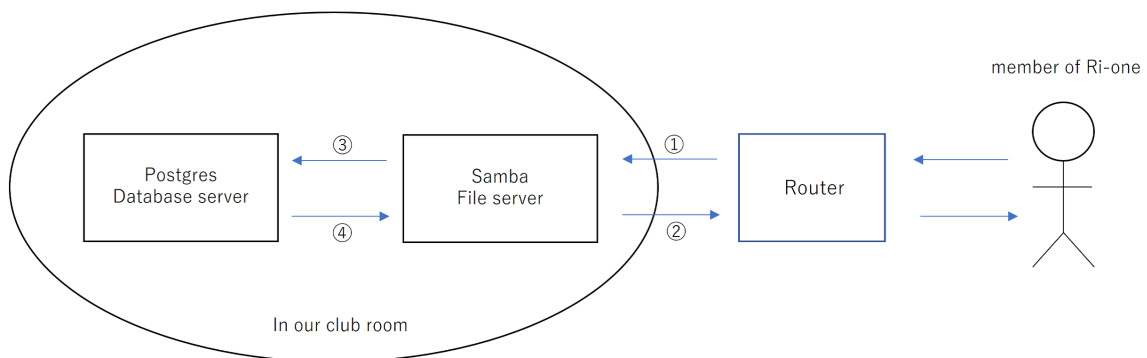 member of Ri-one
③
①
Postgres
Database server
Samba
File server
Router
④
②
In our club room